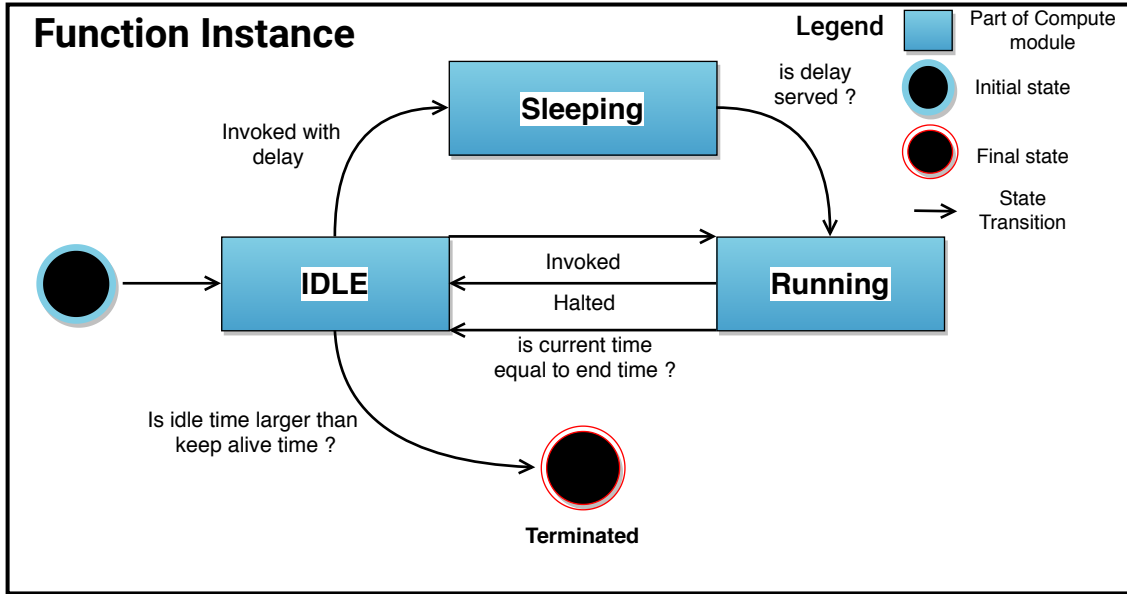 Function Instance
Legend
Part of Compute
module
Initial state
Final state
State
Transition
Sleeping
is delay
served ?
Invoked with
delay
IDLE
Invoked
Halted
Running
is current time
equal to end time ?
Is idle time larger than
keep alive time ?
Terminated